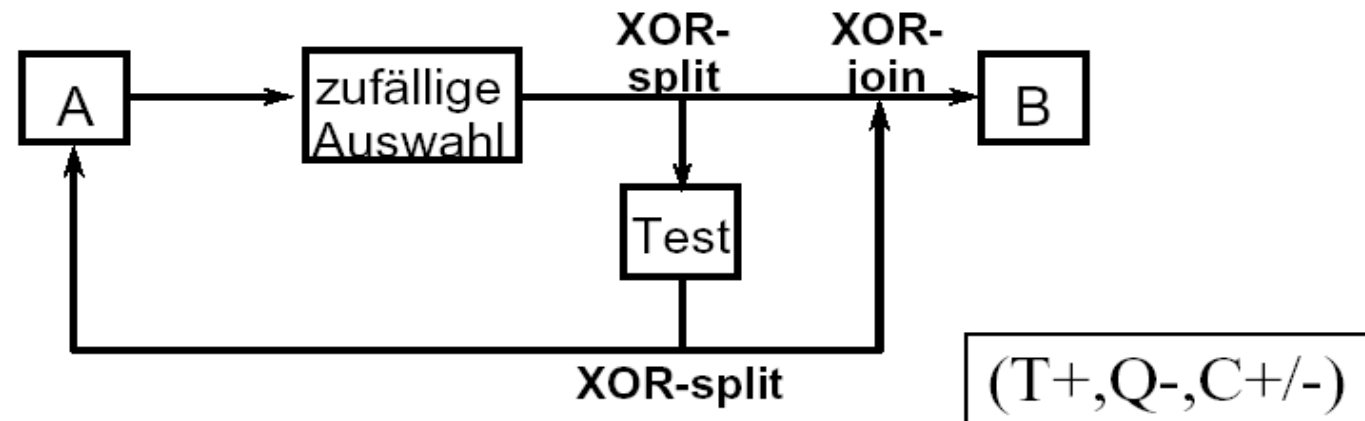 XOR-
split
XOR-
join
A
zufällige
Auswahl
B
Test
XOR-split
(T+,Q-,C+/-)